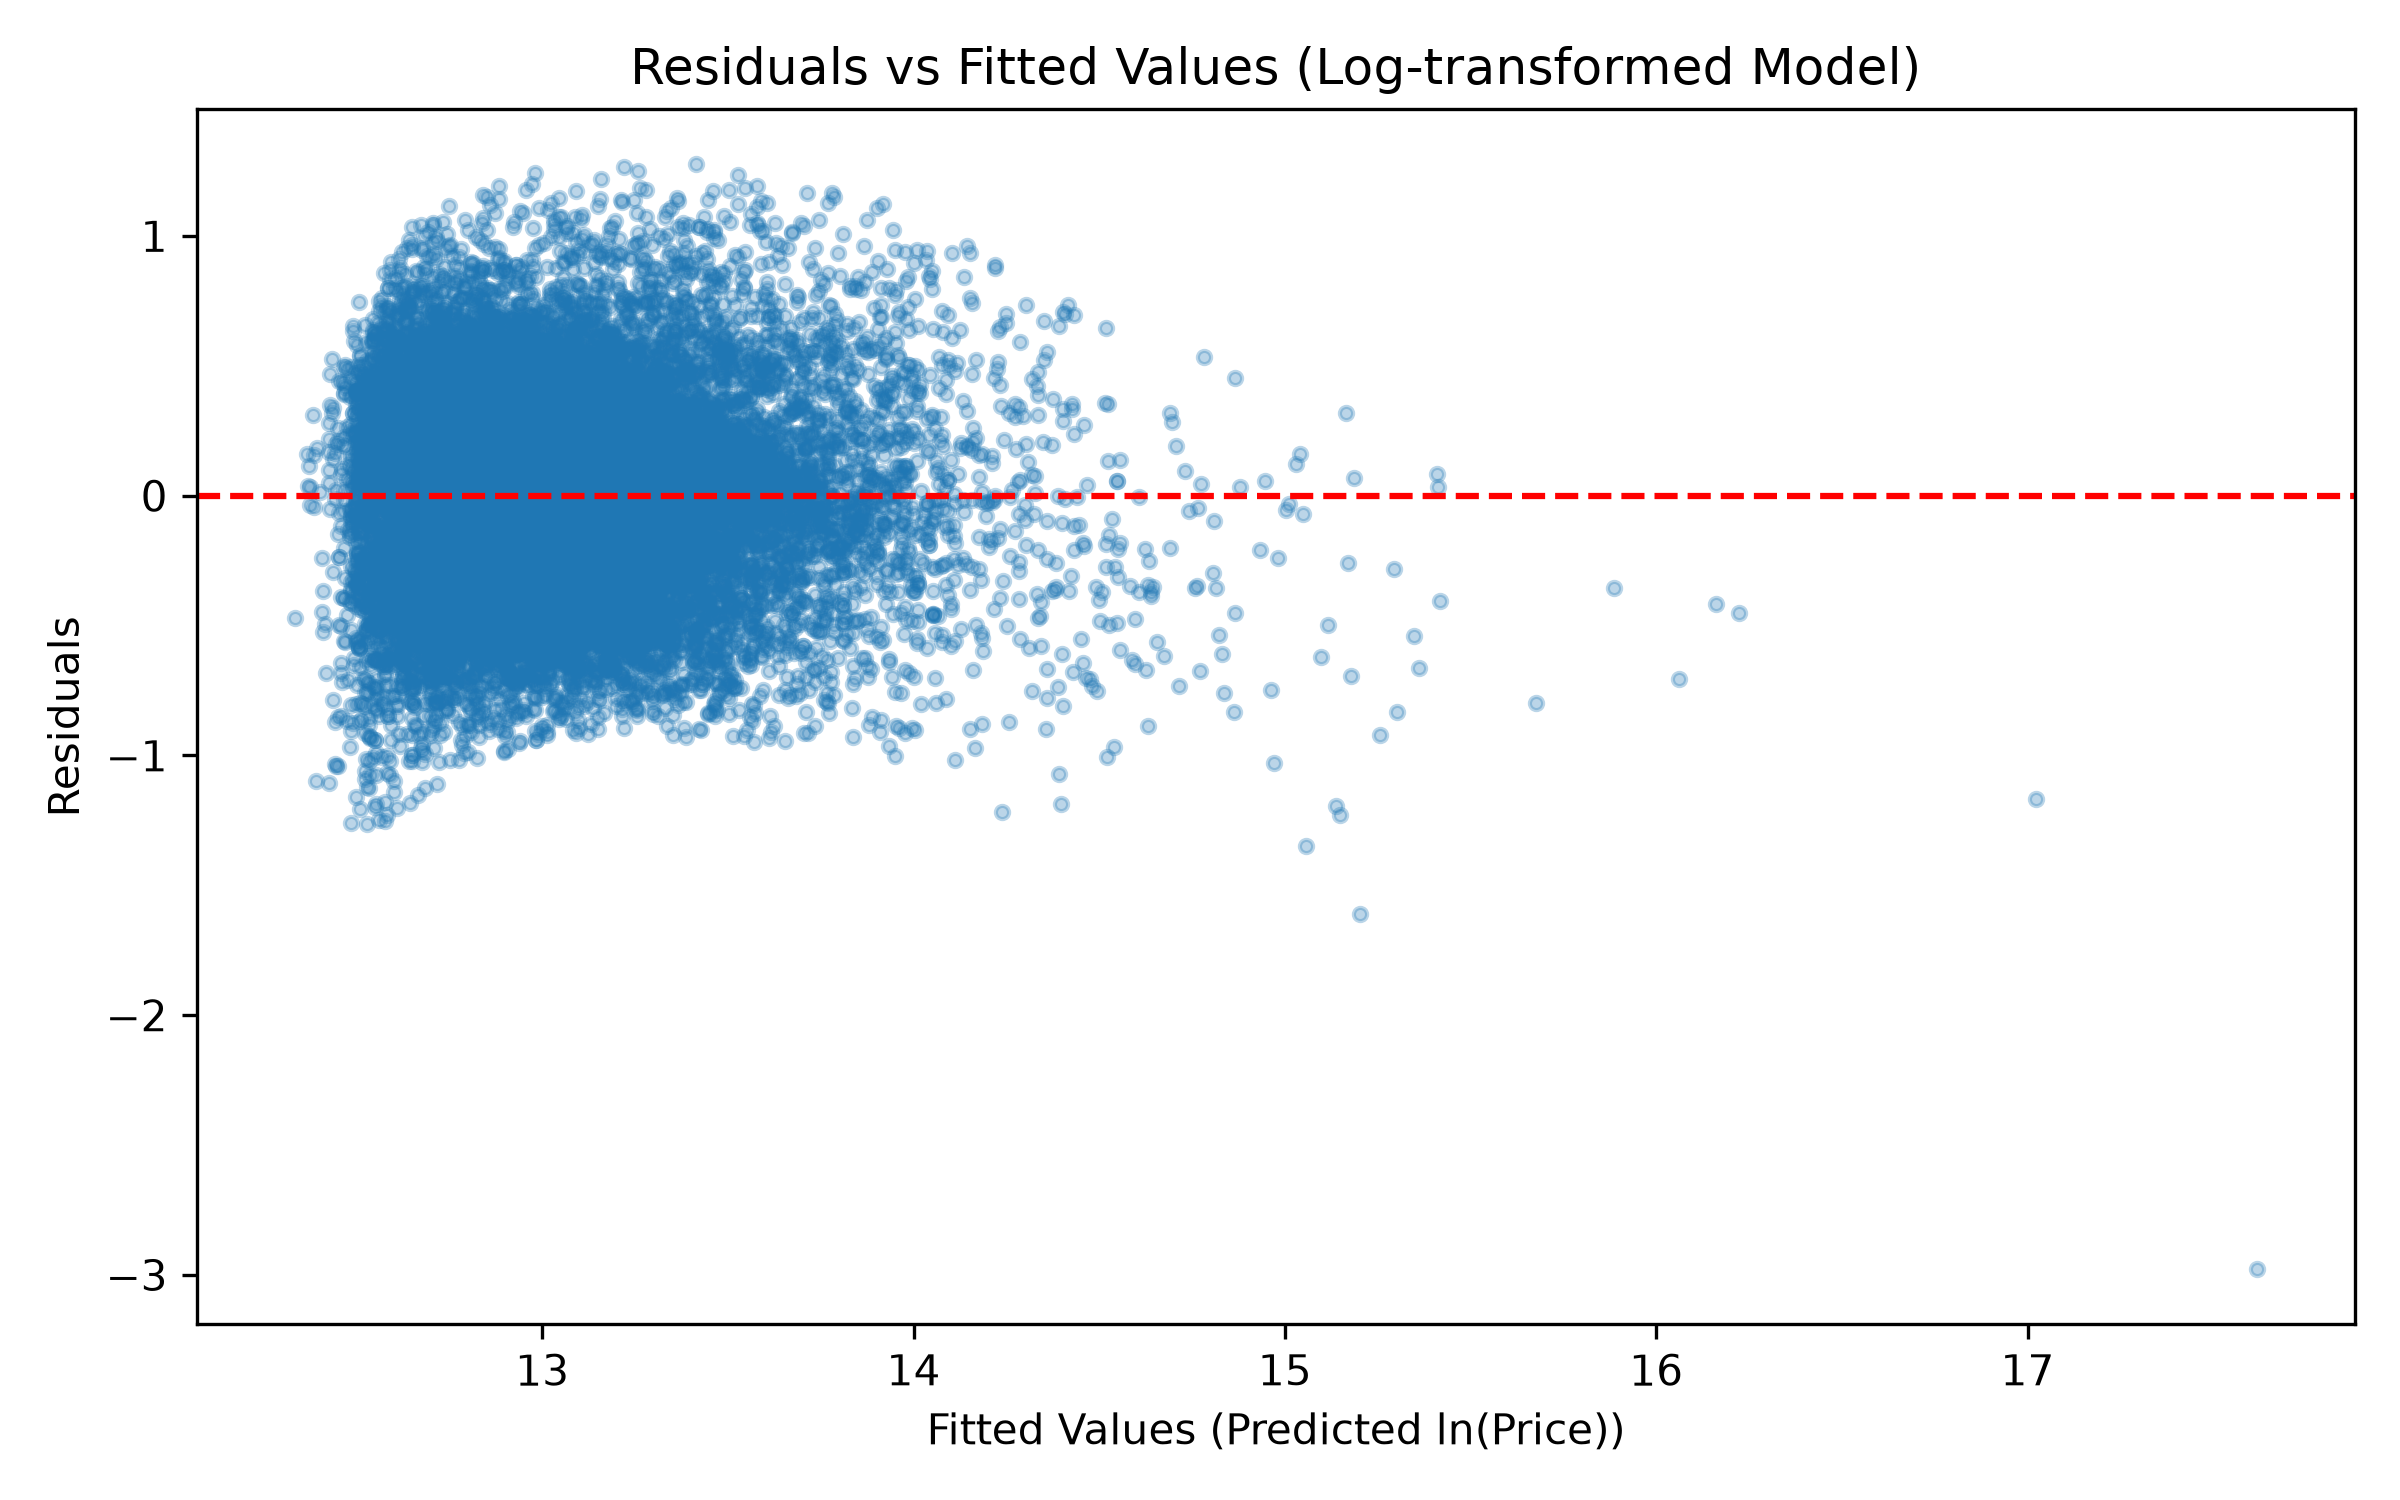 Residuals vs Fitted Values (Log-transformed Model)
1
0
−1
−2
−3
Residuals
13 14 15 16 17
Fitted Values (Predicted ln(Price))